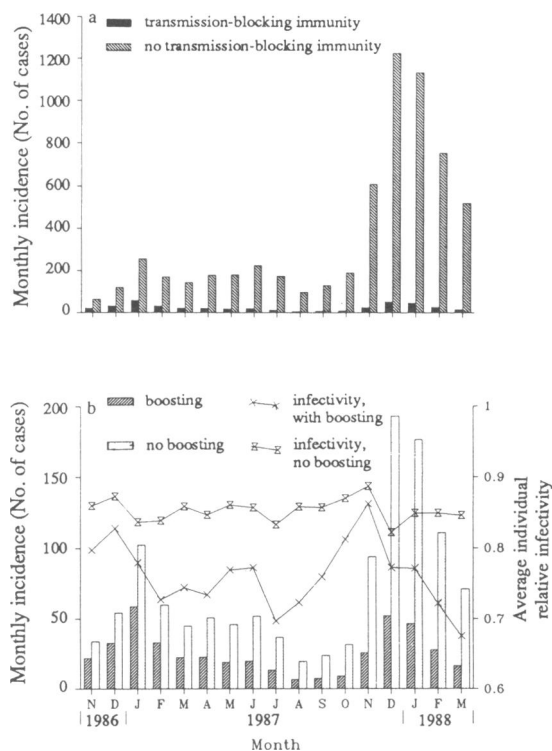 a
transmission-blocking immunity
no transmission-blocking immunity
Monthly incidence (No. of cases)
1400
1200
1000
800
600
400
200
0
N D J F M A M J J A S O N D J F M
b
boosting
no boosting
infectivity, with boosting
infectivity, no boosting
Monthly incidence (No. of cases)
200
150
100
50
0
Average individual relative infectivity
1
0.9
0.8
0.7
0.6
N D J F M A M J J A S O N D J F M
1986 1987 1988
Month